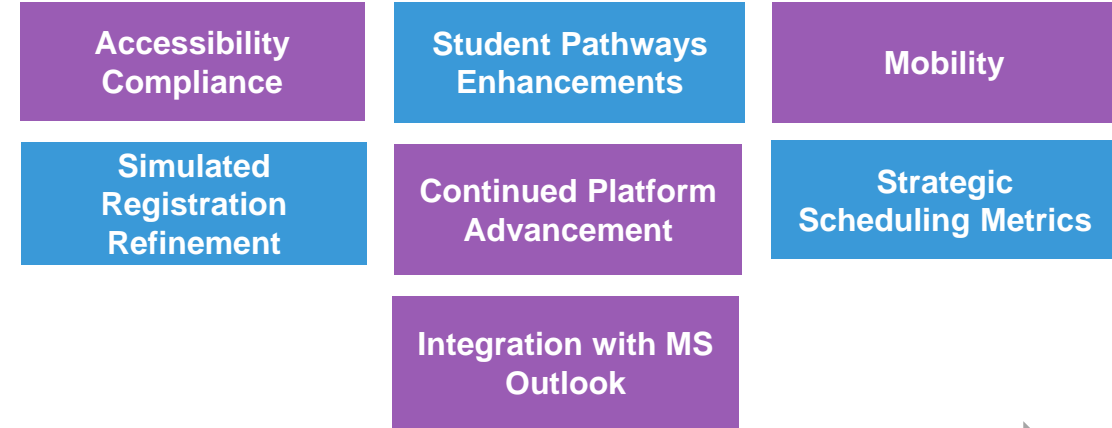 Accessibility
Compliance
Student Pathways
Enhancements
Mobility
Simulated
Registration
Refinement
Continued Platform
Advancement
Strategic
Scheduling Metrics
Integration with MS
Outlook